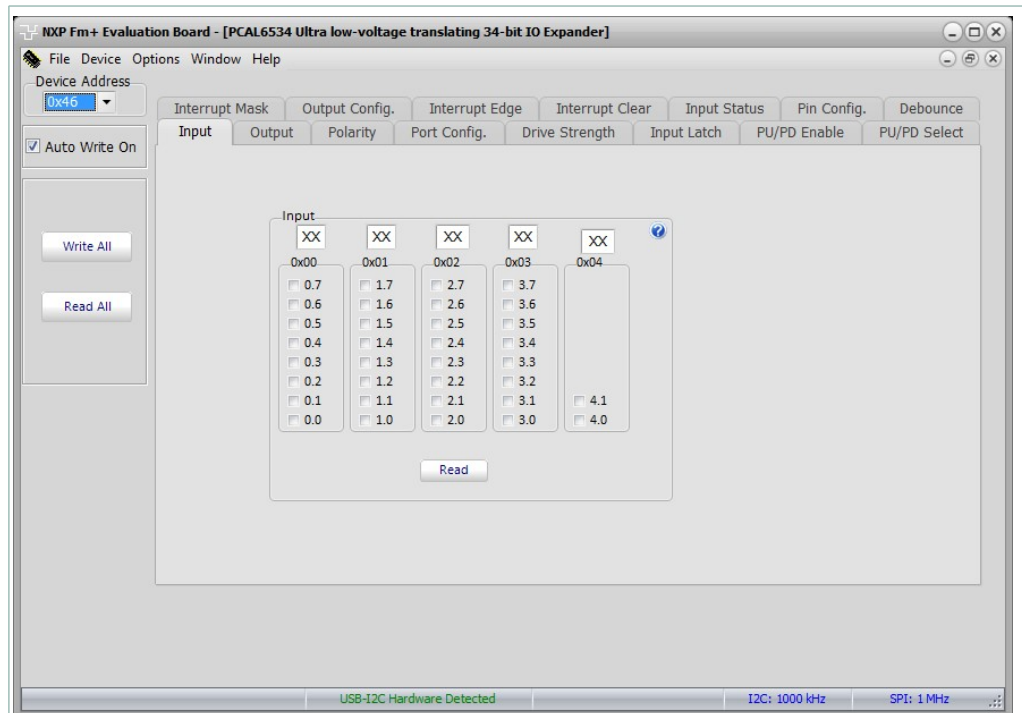 NXP Fm+ Evaluation Board - [PCAL6534 Ultra low-voltage translating 34-bit IO Expander]
File Device Options Window Help
Device Address
0x46
Auto Write On
Write All
Read All
Interrupt Mask Output Config. Interrupt Edge Interrupt Clear Input Status Pin Config. Debounce
Input Output Polarity Port Config. Drive Strength Input Latch PU/PD Enable PU/PD Select
Input
XX XX XX XX XX
0x00 0x01 0x02 0x03 0x04
0.7 1.7 2.7 3.7
0.6 1.6 2.6 3.6
0.5 1.5 2.5 3.5
0.4 1.4 2.4 3.4
0.3 1.3 2.3 3.3
0.2 1.2 2.2 3.2
0.1 1.1 2.1 3.1 4.1
0.0 1.0 2.0 3.0 4.0
Read
USB-I2C Hardware Detected I2C: 1000 kHz SPI: 1 MHz